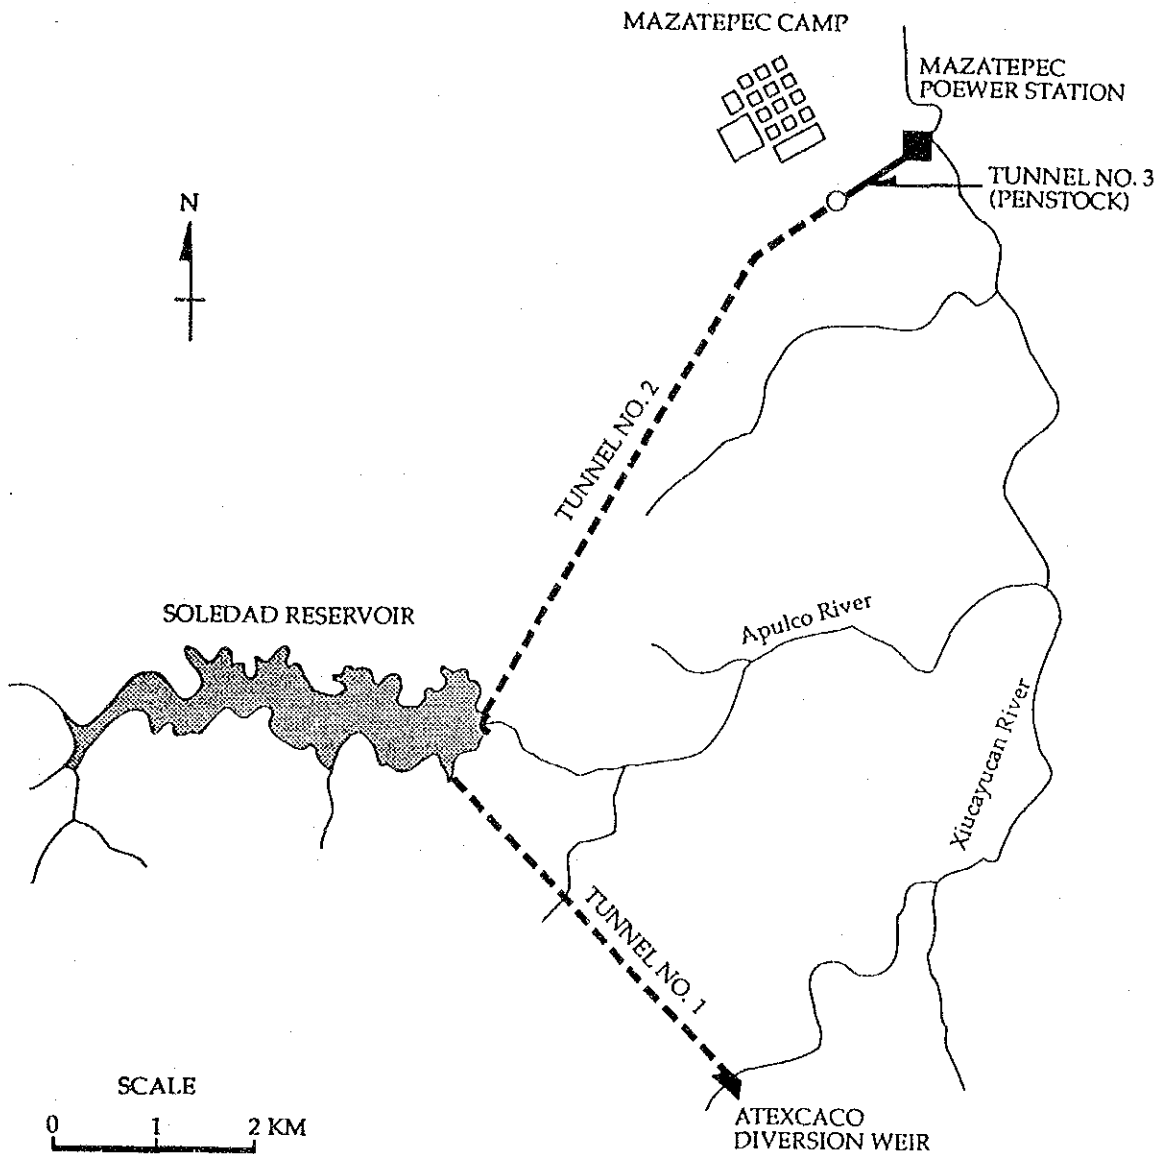 MAZATEPEC CAMP
MAZATEPEC
POEWER STATION
TUNNEL NO. 3
(PENSTOCK)
N
TUNNEL NO. 2
SOLEDAD RESERVOIR
Apulco River
Xiucayucan River
TUNNEL NO. 1
SCALE
0 1 2 KM
ATEXCACO
DIVERSION WEIR